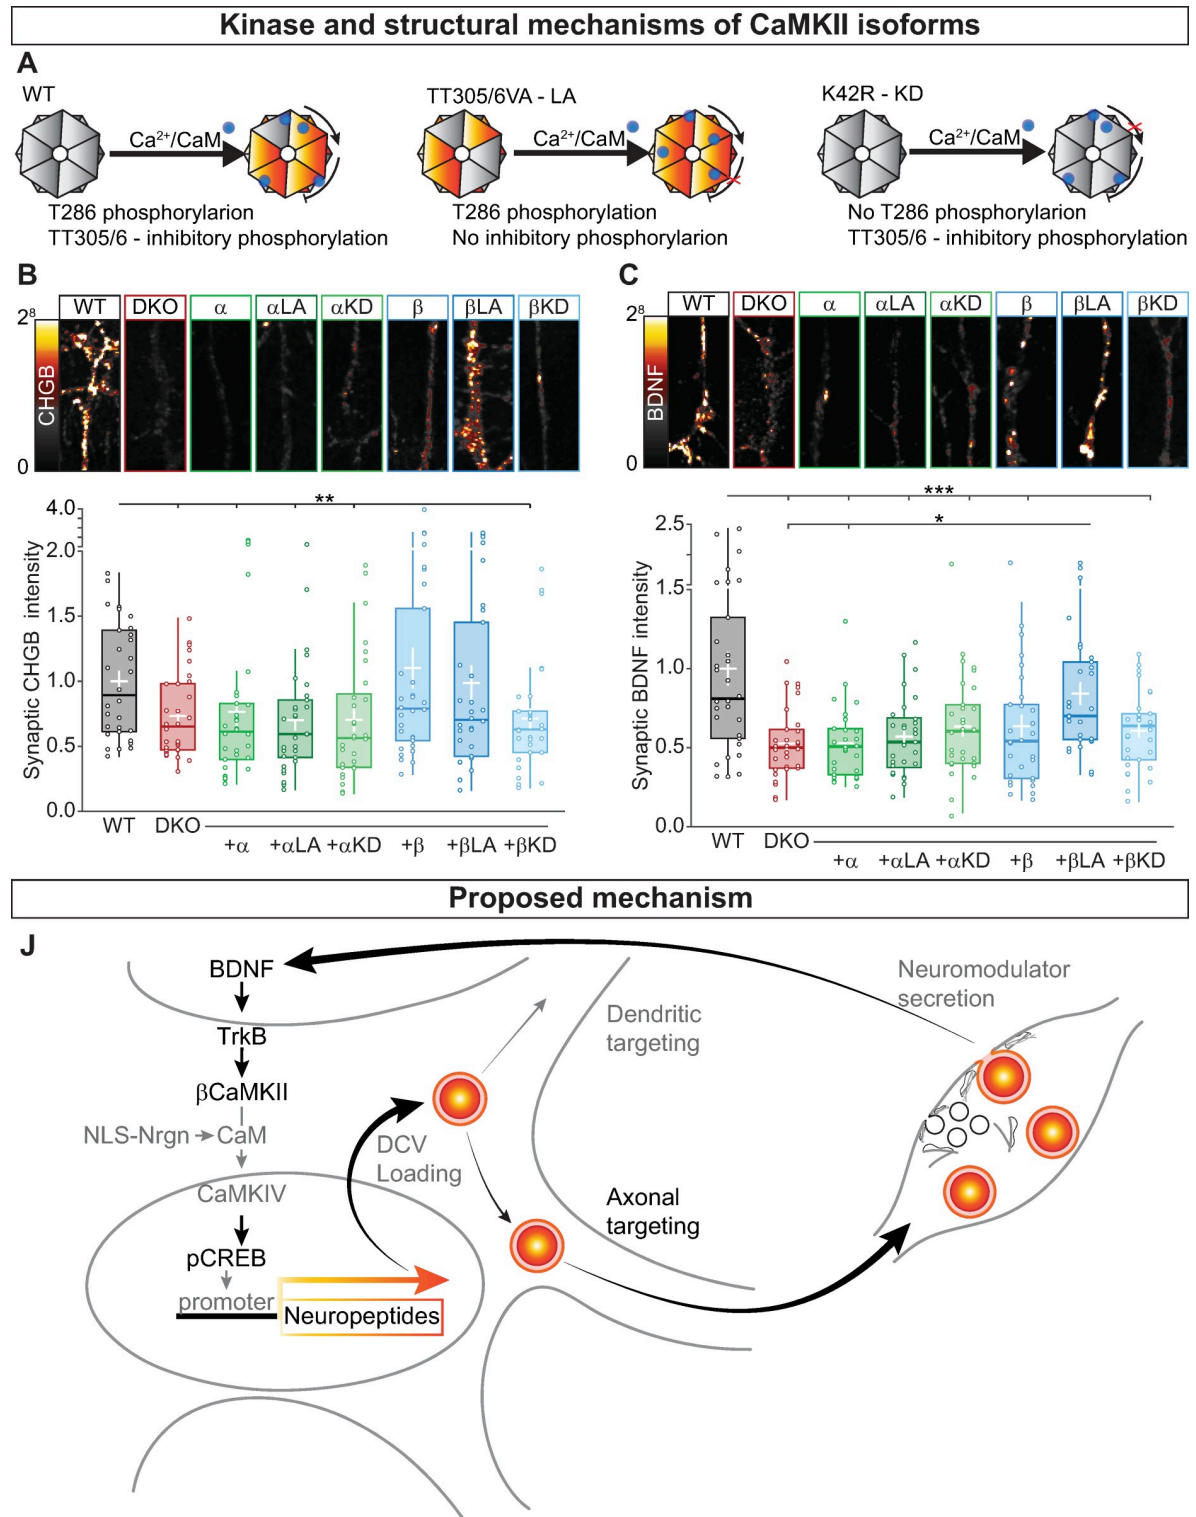 Kinase and structural mechanisms of CaMKII isoforms
A
WT
Ca²⁺/CaM
T286 phosphorylarion
TT305/6 - inhibitory phosphorylation
TT305/6VA - LA
Ca²⁺/CaM
T286 phosphorylation
No inhibitory phosphorylarion
K42R - KD
Ca²⁺/CaM
No T286 phosphorylarion
TT305/6 - inhibitory phosphorylation
B
WT DKO α αLA αKD β βLA βKD
2⁸
CHGB
0
**
Synaptic CHGB intensity
4.0
2.0
1.5
1.0
0.5
0.0
WT DKO
+α +αLA +αKD +β +βLA +βKD
C
WT DKO α αLA αKD β βLA βKD
2⁸
BDNF
0
***
*
Synaptic BDNF intensity
2.5
1.5
1.0
0.5
0.0
WT DKO
+α +αLA +αKD +β +βLA +βKD
Proposed mechanism
J
BDNF
TrkB
βCaMKII
NLS-Nrgn
CaM
CaMKIV
pCREB
promoter
Neuropeptides
DCV
Loading
Dendritic
targeting
Axonal
targeting
Neuromodulator
secretion